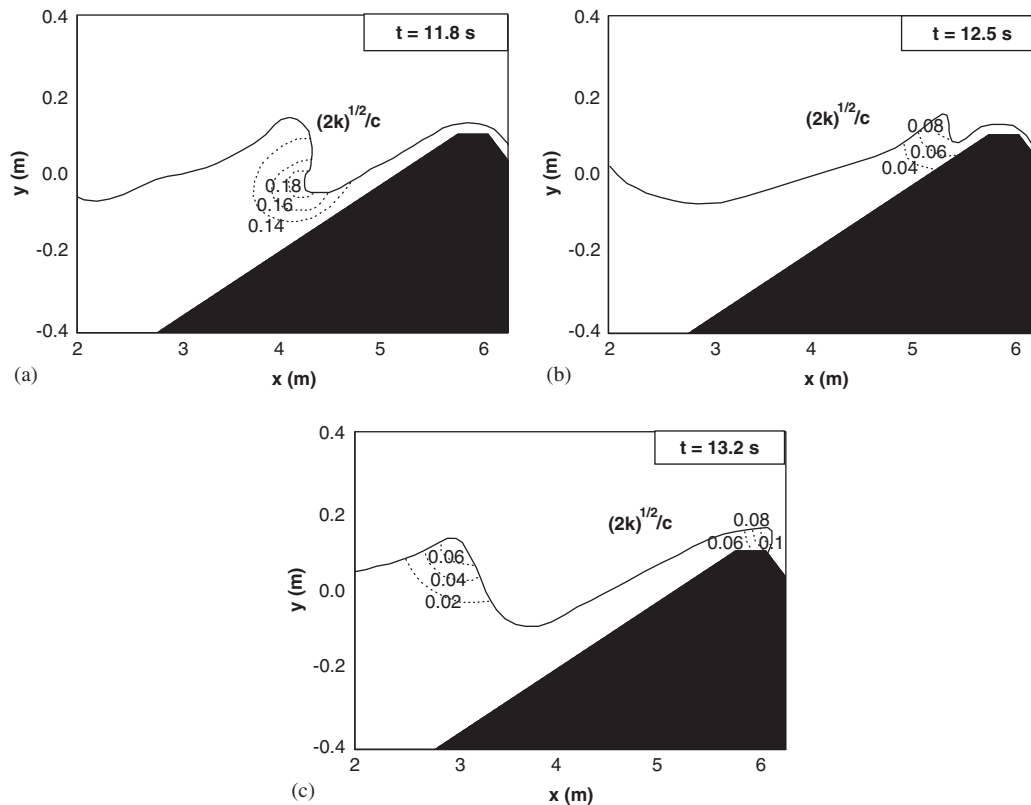 0.4
t = 11.8 s
0.2
(2k)^1/2/c
y (m)
0.0
0.18
0.16
0.14
-0.2
-0.4
2 3 4 5 6
(a)
x (m)
0.4
t = 12.5 s
0.2
(2k)^1/2/c
0.08
y (m)
0.06
0.0
0.04
-0.2
-0.4
2 3 4 5 6
(b)
x (m)
0.4
t = 13.2 s
0.2
(2k)^1/2/c
0.08
0.06 0.1
y (m)
0.06
0.04
0.0
0.02
-0.2
-0.4
2 3 4 5 6
(c)
x (m)